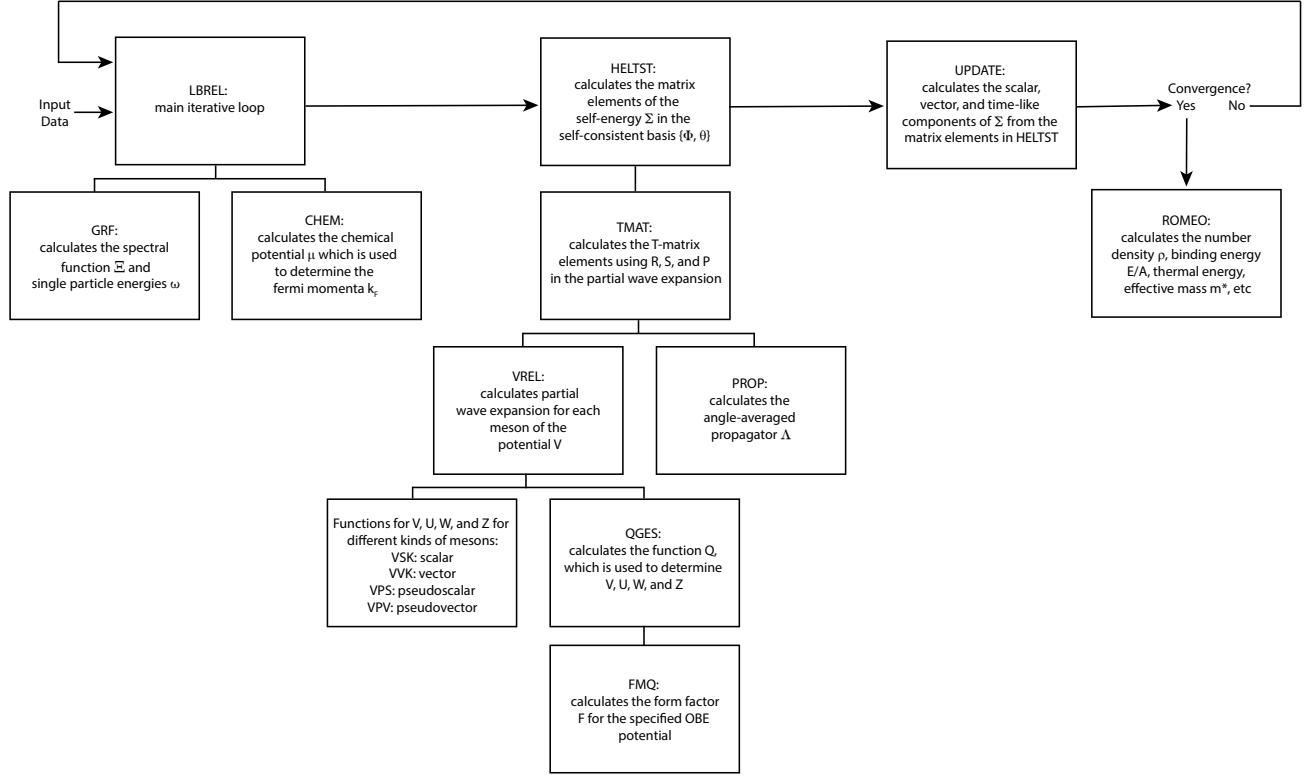 LBREL:
main iterative loop
Input
Data
HELTST:
calculates the matrix
elements of the
self-energy Σ in the
self-consistent basis {Φ, θ}
UPDATE:
calculates the scalar,
vector, and time-like
components of Σ from the
matrix elements in HELTST
Convergence?
Yes No
GRF:
calculates the spectral
function Ξ and
single particle energies ω
CHEM:
calculates the chemical
potential μ which is used
to determine the
fermi momenta kF
TMAT:
calculates the T-matrix
elements using R, S, and P
in the partial wave expansion
ROMEO:
calculates the number
density ρ, binding energy
E/A, thermal energy,
effective mass m*, etc
VREL:
calculates partial
wave expansion for each
meson of the
potential V
PROP:
calculates the
angle-averaged
propagator Λ
Functions for V, U, W, and Z for
different kinds of mesons:
VSK: scalar
VVK: vector
VPS: pseudoscalar
VPV: pseudovector
QGES:
calculates the function Q,
which is used to determine
V, U, W, and Z
FMQ:
calculates the form factor
F for the specified OBE
potential